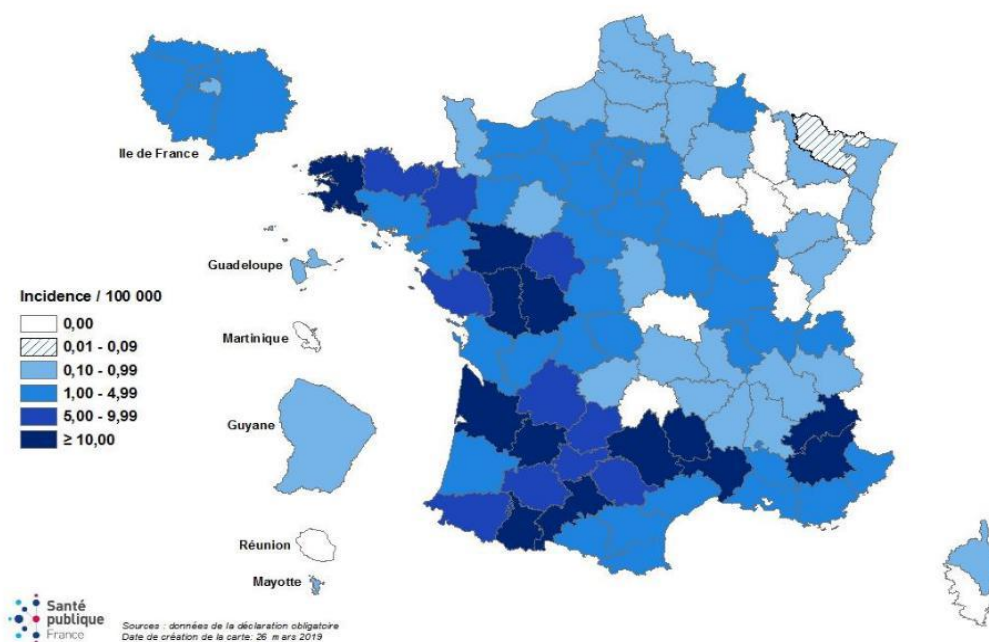 Ile de France
Guadeloupe
Incidence / 100 000
0,00
0,01 - 0,09
0,10 - 0,99
1,00 - 4,99
5,00 - 9,99
≥ 10,00
Martinique
Guyane
Réunion
Mayotte
Santé
publique
France
Sources : données de la déclaration obligatoire
Date de création de la carte: 26 mars 2019